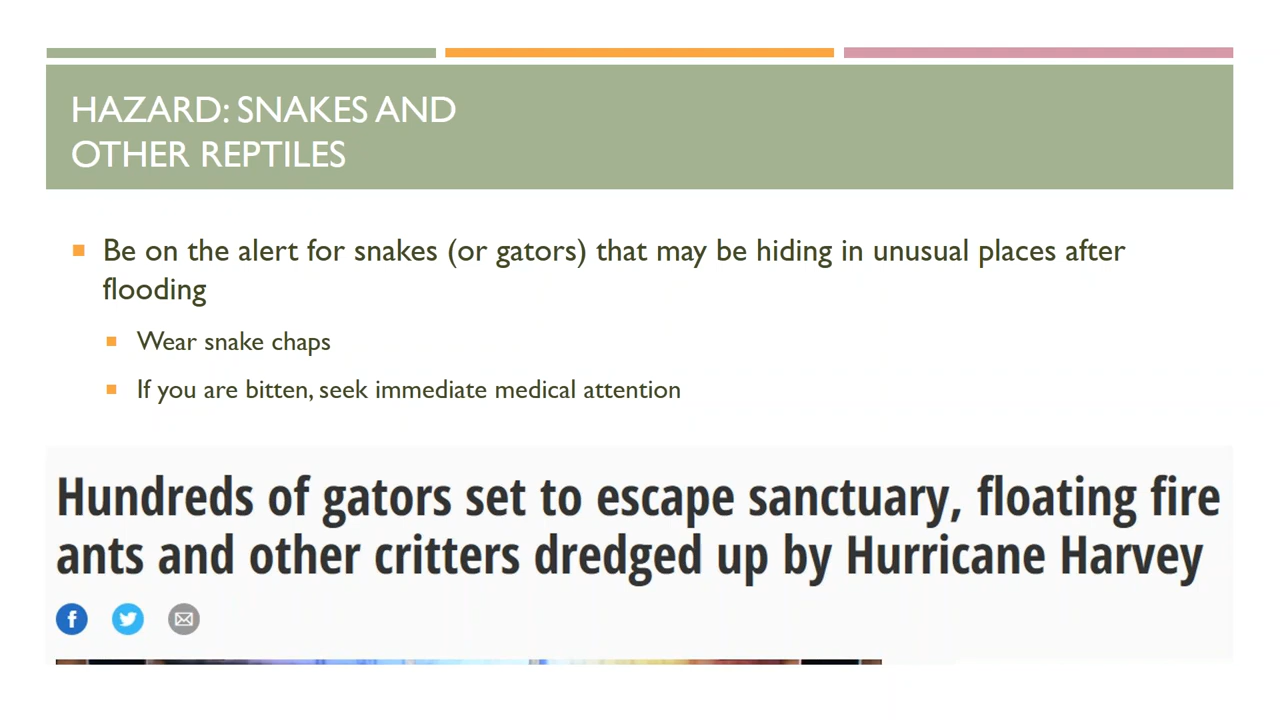 HAZARD: SNAKES AND
OTHER REPTILES
Be on the alert for snakes (or gators) that may be hiding in unusual places after
flooding
Wear snake chaps
If you are bitten, seek immediate medical attention
Hundreds of gators set to escape sanctuary, floating fire
ants and other critters dredged up by Hurricane Harvey